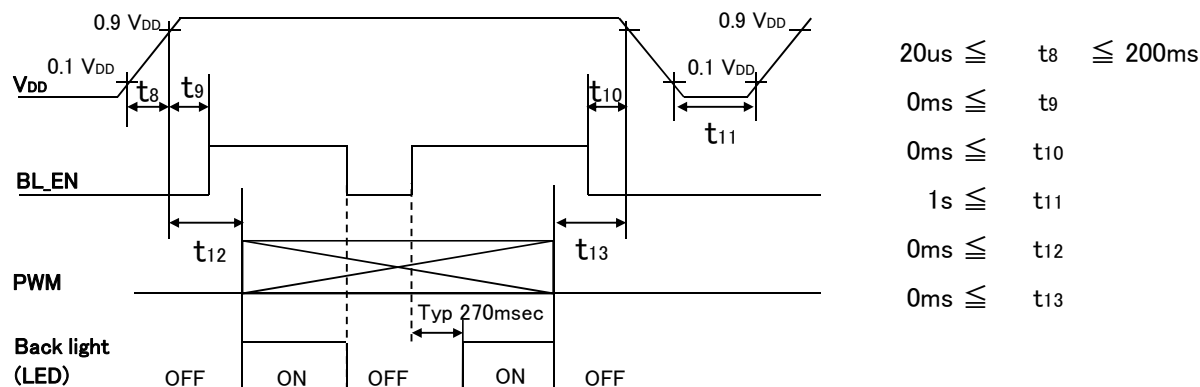 0.9 VDD
0.9 VDD
0.1 VDD
0.1 VDD
VDD
t8
t9
t10
t11
BL_EN
t12
t13
PWM
Typ 270msec
Back light
(LED)
OFF
ON
OFF
ON
OFF
20us ≦ t8 ≦ 200ms
0ms ≦ t9
0ms ≦ t10
1s ≦ t11
0ms ≦ t12
0ms ≦ t13